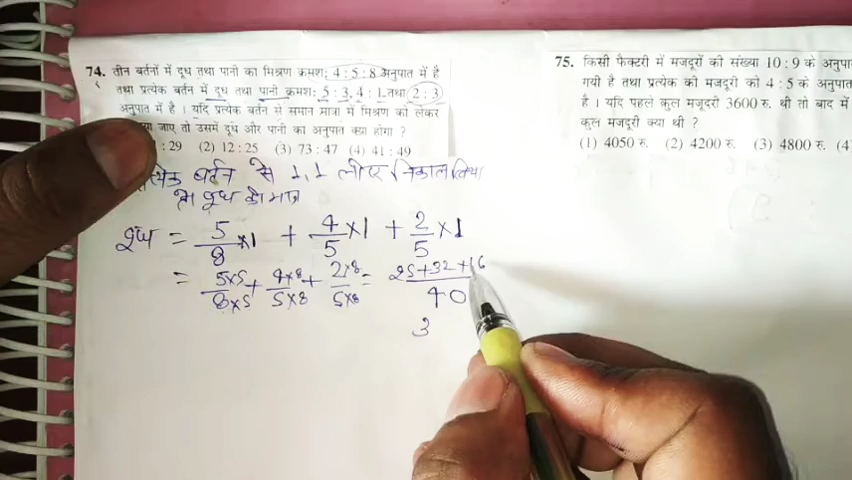 74. तीन बर्तनों में दूध तथा पानी का मिश्रण क्रमश: 4 : 5 : 8 अनुपात में है
तथा प्रत्येक बर्तन में दूध तथा पानी क्रमश: 5 : 3, 4 : 1 तथा 2 : 3
अनुपात में है । यदि प्रत्येक बर्तन से समान मात्रा में मिश्रण को लेकर
जाए तो उसमें दूध और पानी का अनुपात क्या होगा ?
: 29 (2) 12 : 25 (3) 73 : 47 (4) 41 : 49
बर्तन से 1,1 लीटर निकाल लिया
दूध की मात्रा
दूध = 5/8 ×1 + 4/5 ×1 + 2/5 ×1
= 5×5/8×5 + 4×8/5×8 + 2×8/5×8 = 25+32+16/40
3
75. किसी फैक्टरी में मजदूरों की संख्या 10 : 9 के
गयी है तथा प्रत्येक की मजदूरी को 4 : 5 के
है । यदि पहले कुल मजदूरी 3600 रु. थी तो बाद में
कुल मजदूरी क्या थी ?
(1) 4050 रु. (2) 4200 रु. (3) 4800 रु. (4)